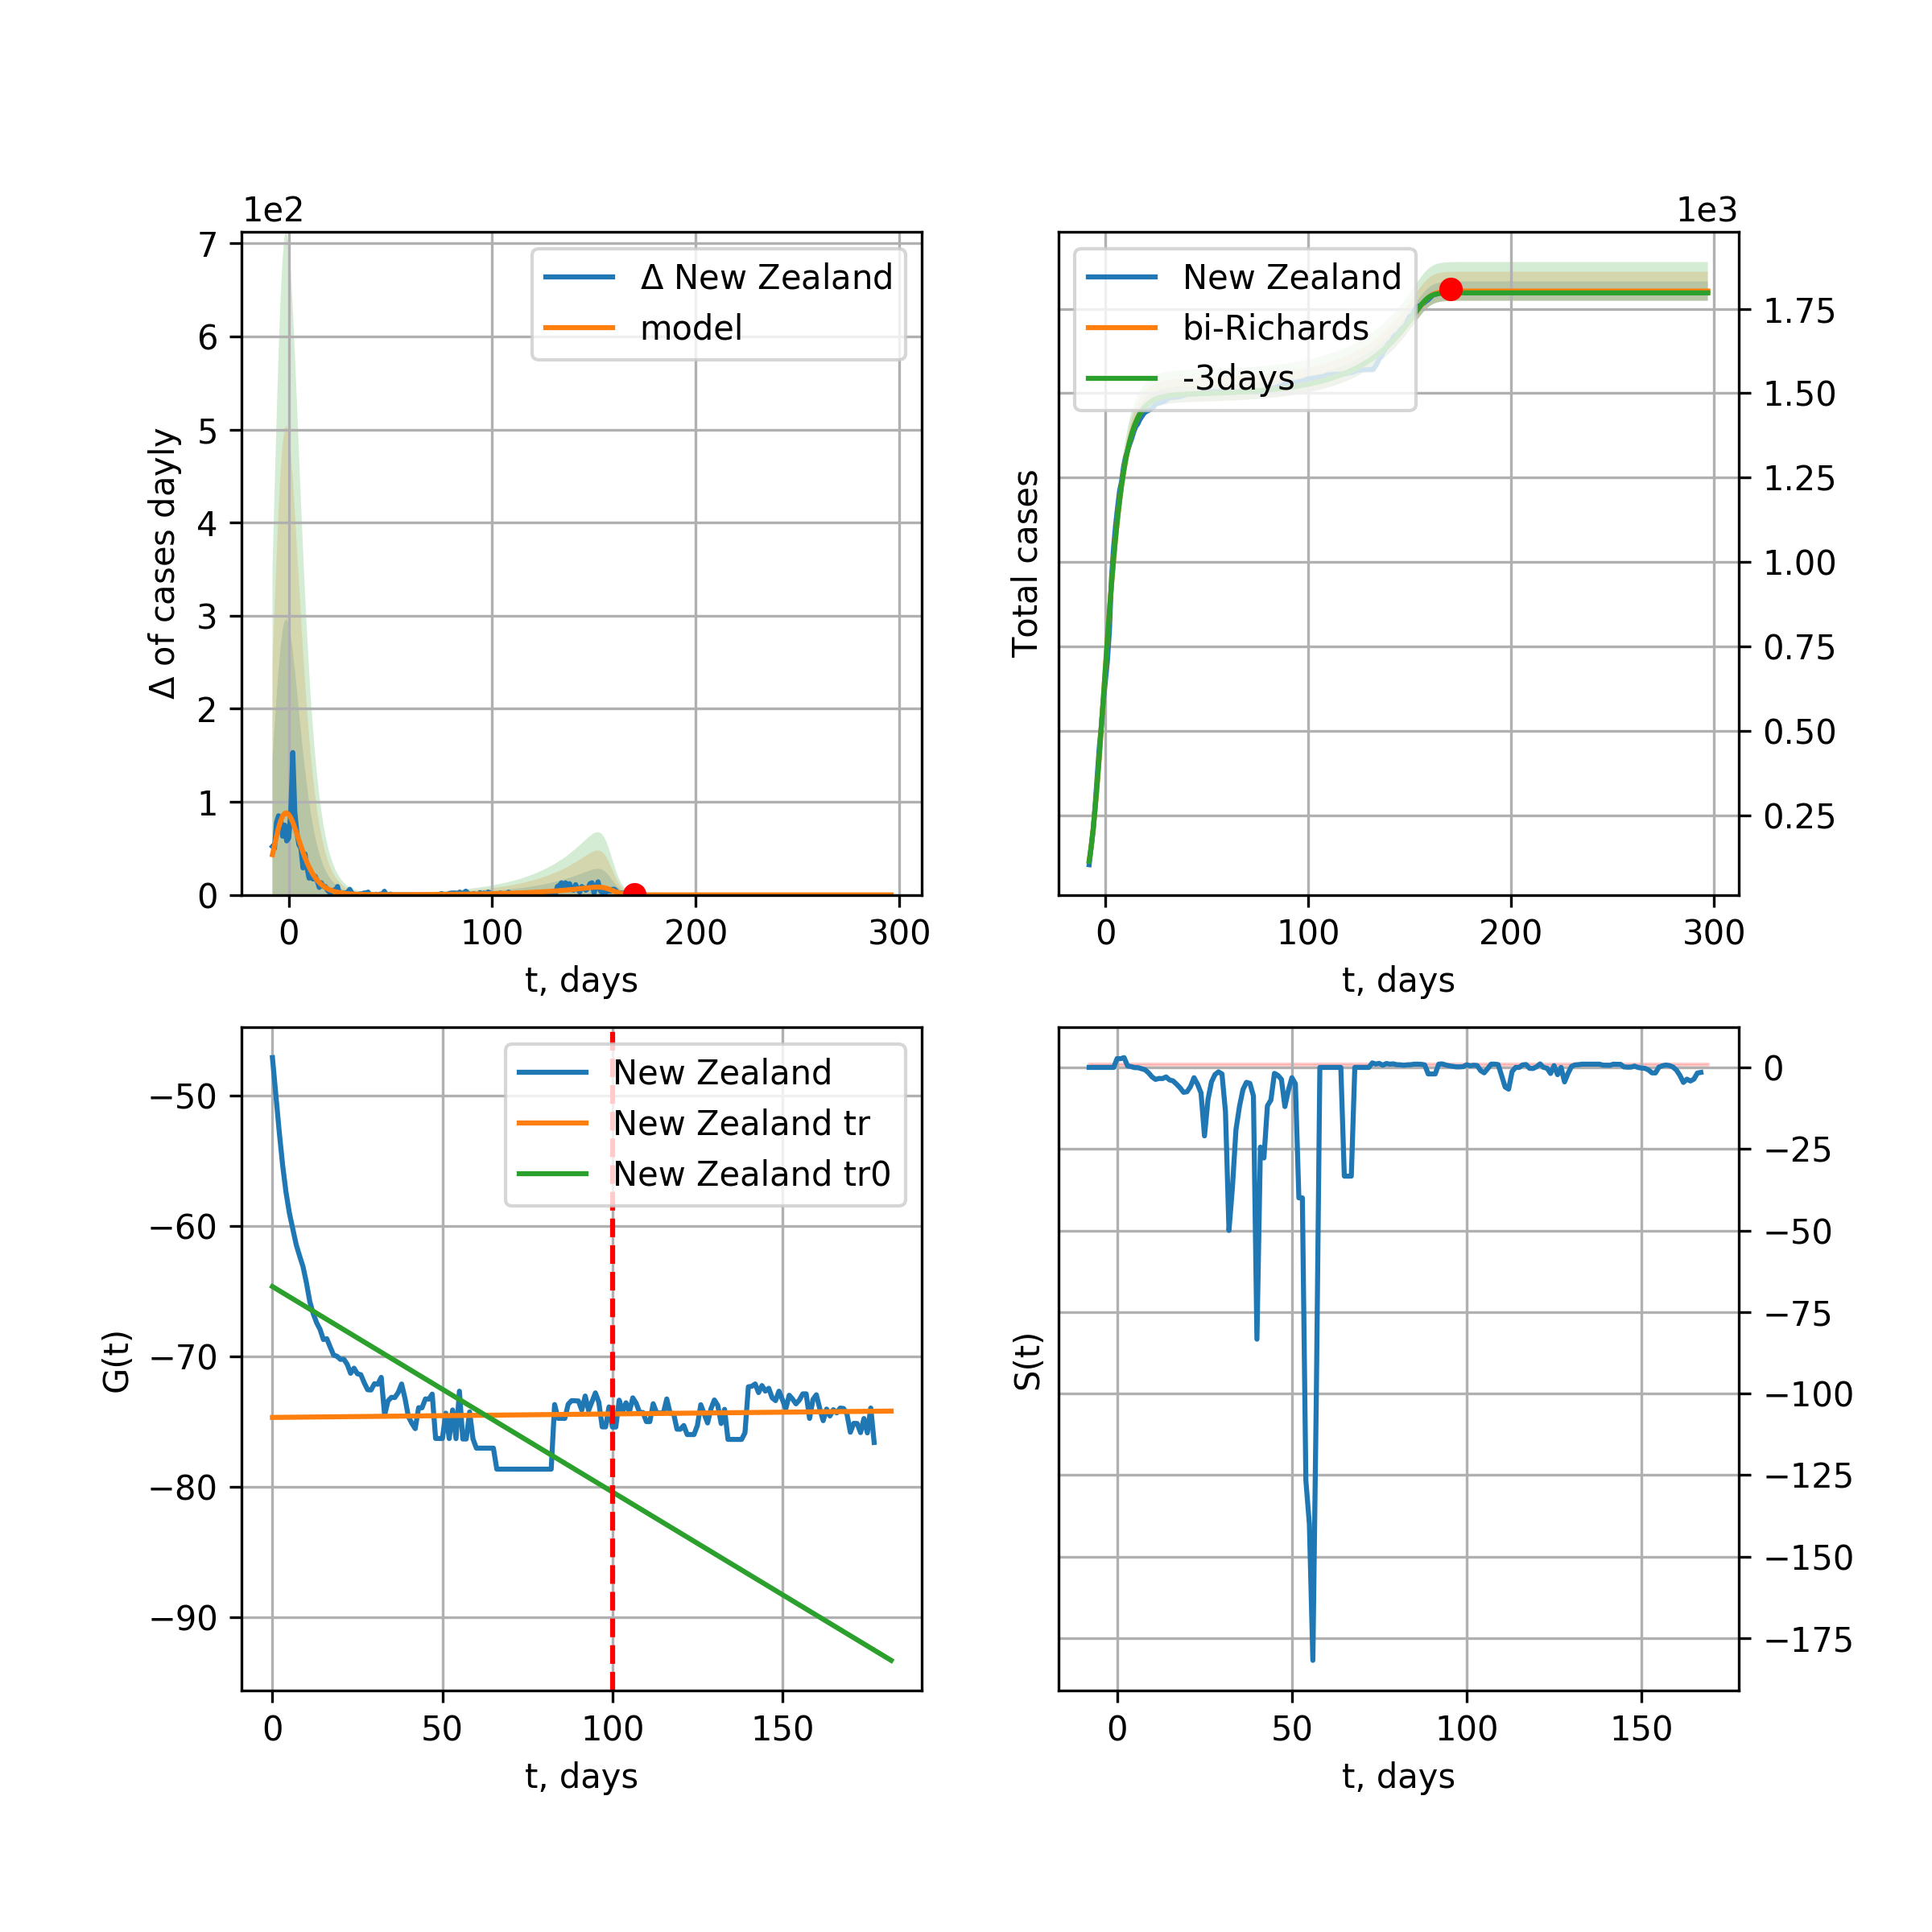 1e2
7
6
5
4
3
2
1
0
Δ of cases dayly
Δ New Zealand
model
0 100 200 300
t, days
1e3
New Zealand
bi-Richards
-3days
Total cases
1.75
1.50
1.25
1.00
0.75
0.50
0.25
0 100 200 300
t, days
−50
−60
−70
−80
−90
G(t)
New Zealand
New Zealand tr
New Zealand tr0
0 50 100 150
t, days
S(t)
0
−25
−50
−75
−100
−125
−150
−175
0 50 100 150
t, days